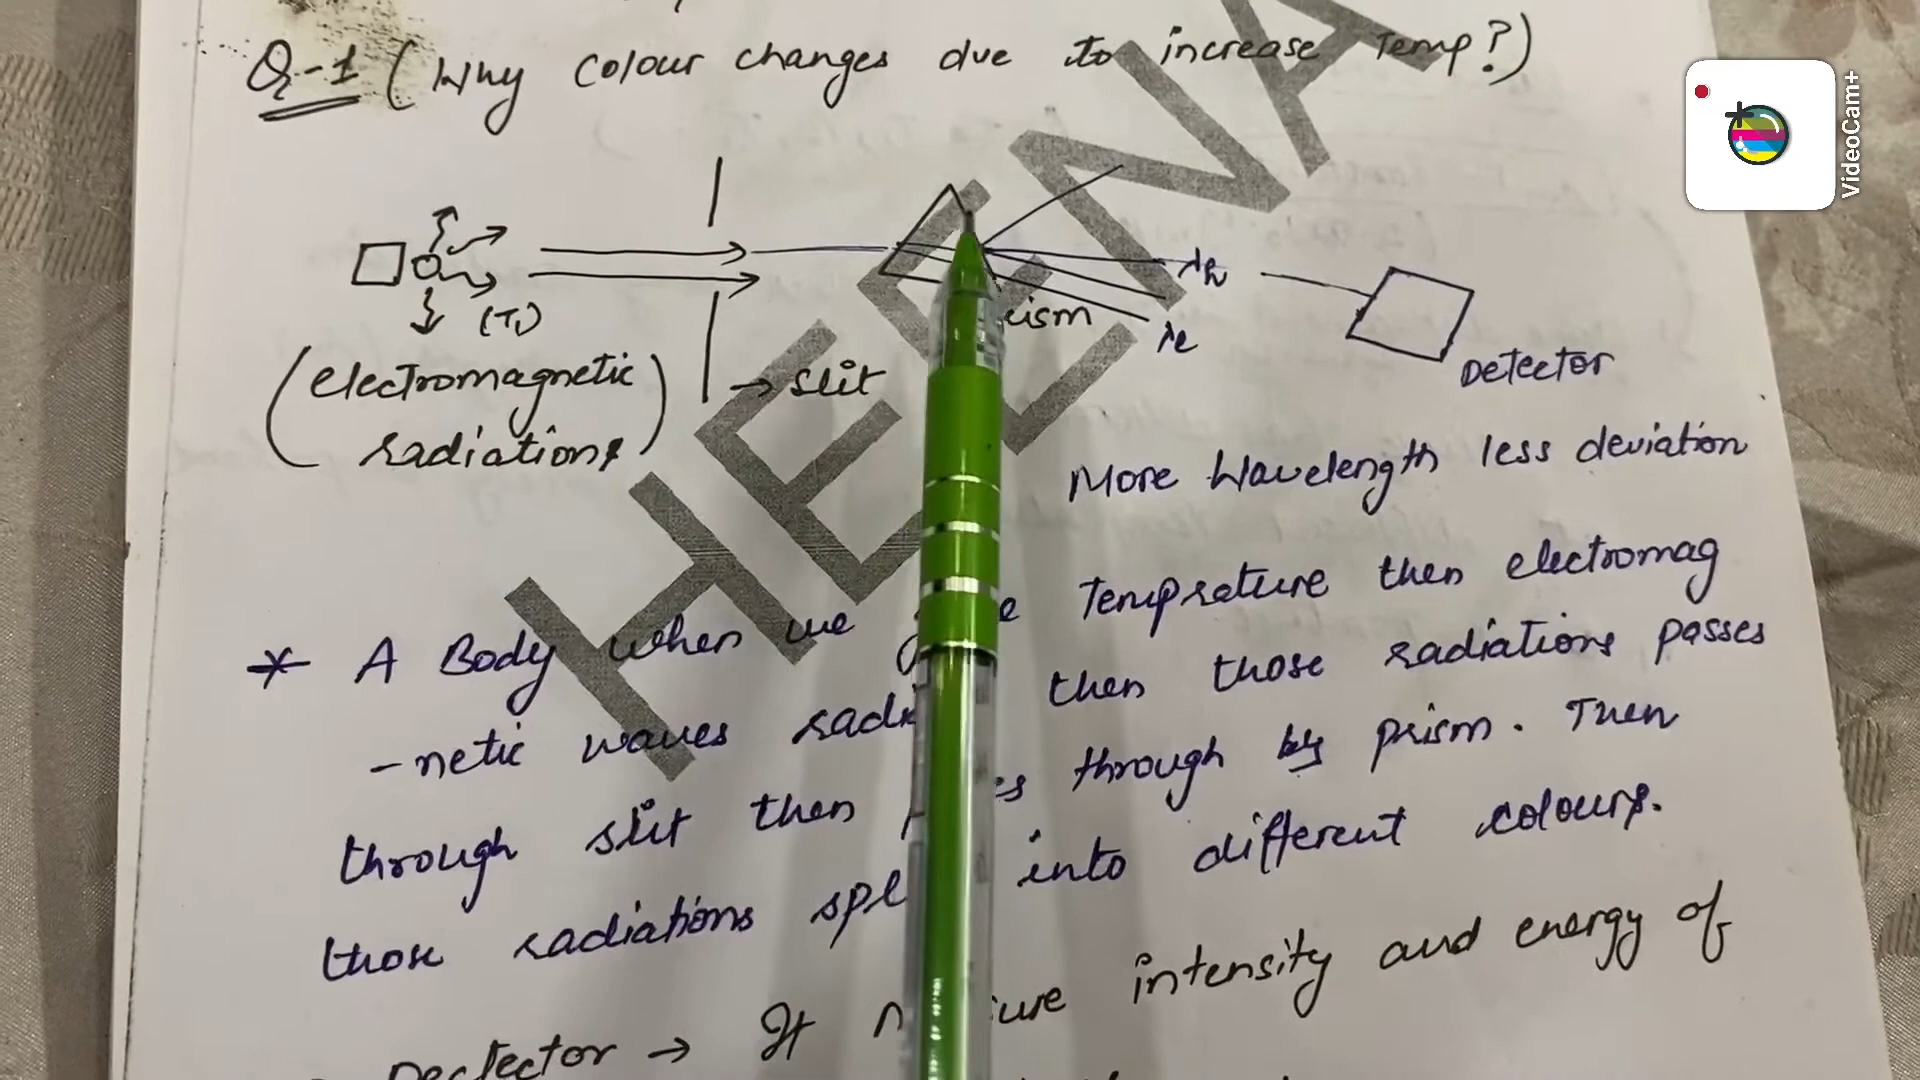 Q-1 (Why colour changes due to increase Temp?)
VideoCam+
(T1)
(electromagnetic
radiations)
→ slit
λh
λe
Detector
More wavelength less deviation
* A Body when we Temprature then electromag
-netic waves then those radiations passes
through slit then through by prism. Then
those radiations into different colours.
Dectector → It intensity and energy of
HEENA